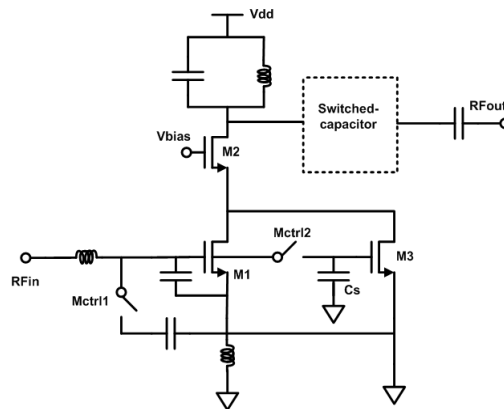 Vdd
Switched-
capacitor
RFout
Vbias
M2
Mctrl2
M1
M3
RFin
Mctrl1
Cs